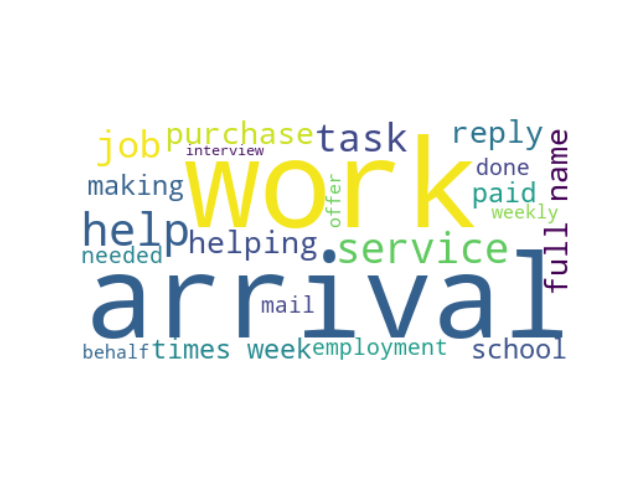 job
purchase
task
reply
full name
interview
work
making
done
paid
offer
weekly
help
helping
service
needed
arrival
mail
behalf
times week
employment
school